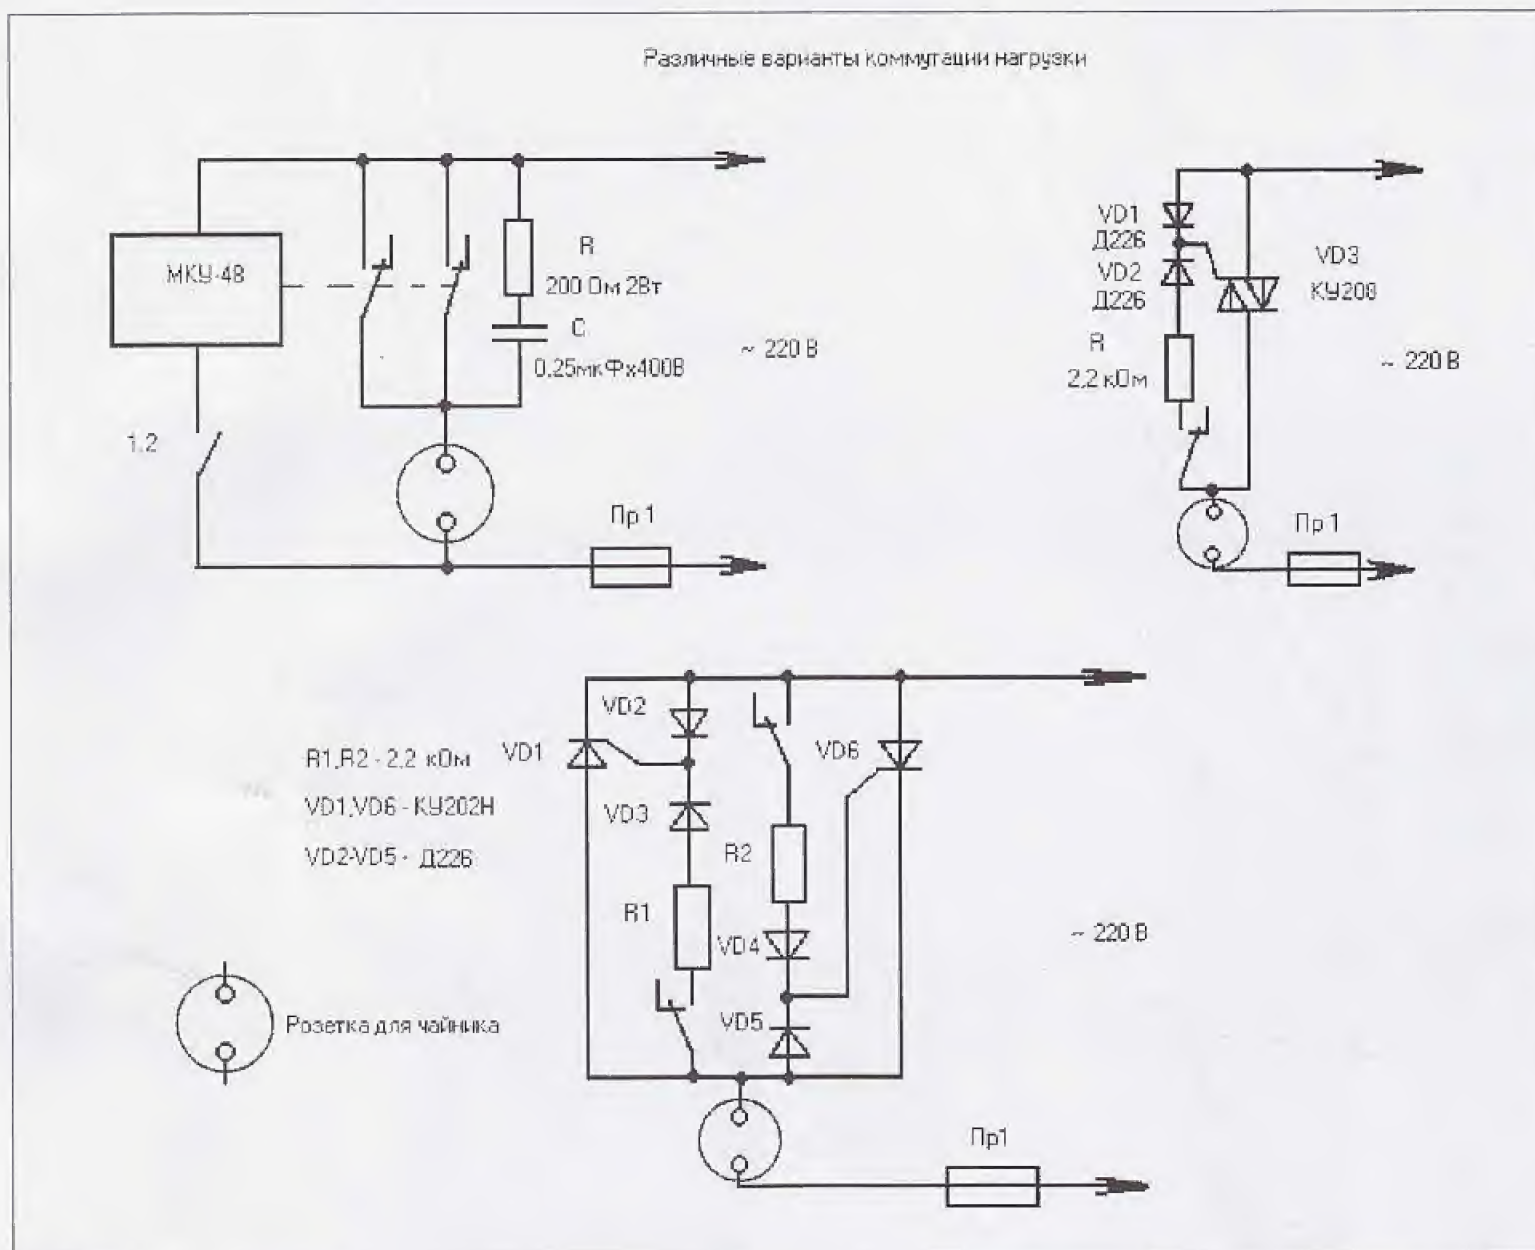 Различные варианты коммутации нагрузки
МКУ-48
R
200 Ом 2Вт
С
0,25мкФх400В
~ 220 В
1.2
Пр 1
VD1
Д226
VD2
Д226
VD3
КУ208
R
2,2 кОм
~ 220 В
Пр 1
R1,R2 - 2,2 кОм
VD1,VD6 - КУ202Н
VD2-VD5 - Д226
VD1
VD2
VD3
R1
R2
VD4
VD5
VD6
~ 220 В
Розетка для чайника
Пр1